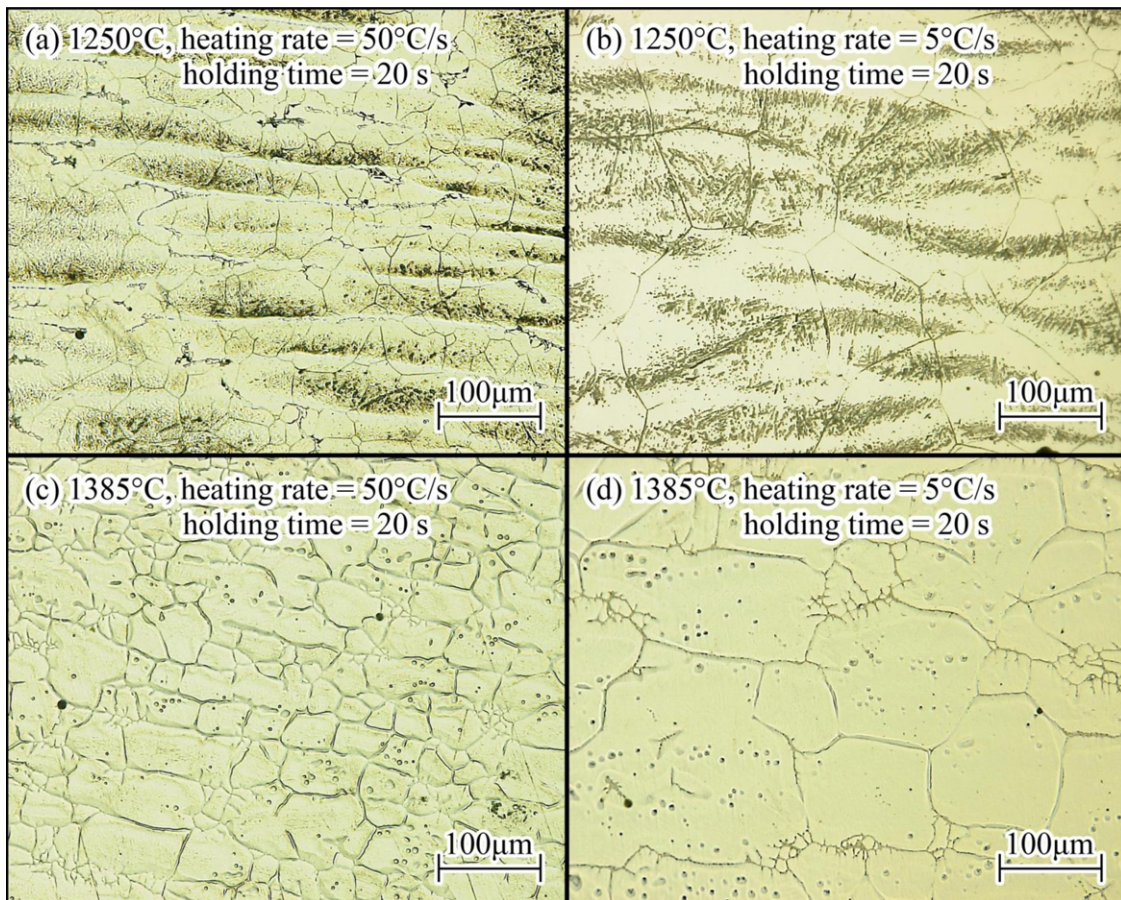 (a) 1250°C, heating rate = 50°C/s
holding time = 20 s
100μm
(b) 1250°C, heating rate = 5°C/s
holding time = 20 s
100μm
(c) 1385°C, heating rate = 50°C/s
holding time = 20 s
100μm
(d) 1385°C, heating rate = 5°C/s
holding time = 20 s
100μm